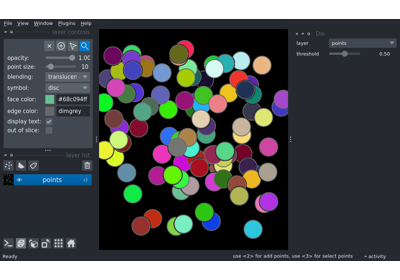 File View Plugins Window Help
layer controls
opacity: 1.00
point size: 10
blending: translucen
symbol: disc
face color: #68c094ff
edge color: dimgrey
display text:
out of slice:
layer list
points
layer points
threshold 0.50
Ready use <2> for add points, use <3> for select points activity